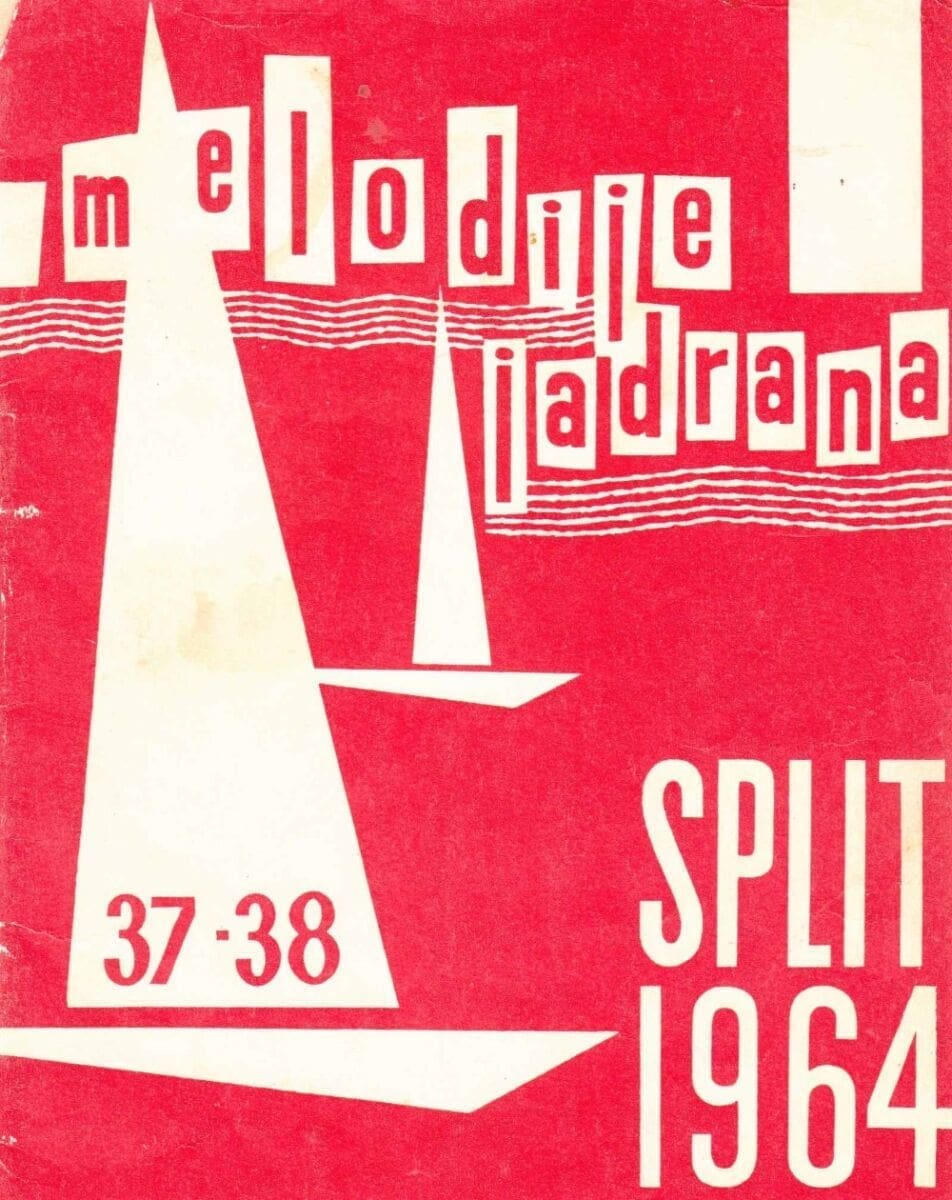 melodije
jadrana
37-38
SPLIT
1964